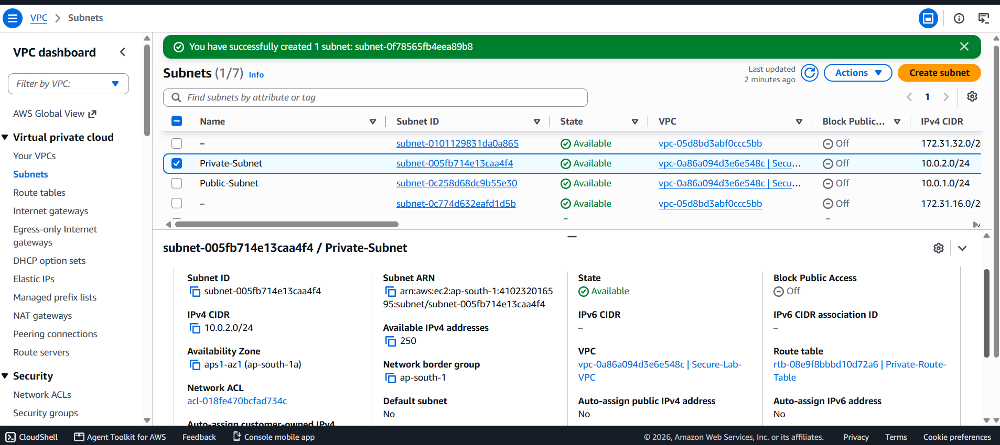 VPC > Subnets
VPC dashboard
Filter by VPC:
AWS Global View
Virtual private cloud
Your VPCs
Subnets
Route tables
Internet gateways
Egress-only Internet
gateways
DHCP option sets
Elastic IPs
Managed prefix lists
NAT gateways
Peering connections
Route servers
Security
Network ACLs
Security groups
You have successfully created 1 subnet: subnet-0f78565fb4eea89b8
Subnets (1/7) Info
Last updated
2 minutes ago
Actions
Create subnet
Find subnets by attribute or tag
1
Name Subnet ID State VPC Block Public... IPv4 CIDR
– subnet-0101129831da0a865 Available vpc-05d8bd3abf0ccc5bb Off 172.31.32.0/20
Private-Subnet subnet-005fb714e13caa4f4 Available vpc-0a86a094d3e6e548c | Secu... Off 10.0.2.0/24
Public-Subnet subnet-0c258d68dc9b55e30 Available vpc-0a86a094d3e6e548c | Secu... Off 10.0.1.0/24
– subnet-0c774d632eafd1d5b Available vpc-05d8bd3abf0ccc5bb Off 172.31.16.0/20
subnet-005fb714e13caa4f4 / Private-Subnet
Subnet ID
subnet-005fb714e13caa4f4
IPv4 CIDR
10.0.2.0/24
Availability Zone
aps1-az1 (ap-south-1a)
Network ACL
acl-018fe470bcfad734c
Auto-assign customer-owned IPv4
Subnet ARN
arn:aws:ec2:ap-south-1:4102320165
95:subnet/subnet-005fb714e13caa4f4
Available IPv4 addresses
250
Network border group
ap-south-1
Default subnet
No
State
Available
IPv6 CIDR
–
VPC
vpc-0a86a094d3e6e548c | Secure-Lab-
VPC
Auto-assign public IPv4 address
No
Block Public Access
Off
IPv6 CIDR association ID
–
Route table
rtb-08e9f8bbbd10d72a6 | Private-Route-
Table
Auto-assign IPv6 address
No
CloudShell Agent Toolkit for AWS Feedback Console mobile app © 2026, Amazon Web Services, Inc. or its affiliates. Privacy Terms Cookie preferences